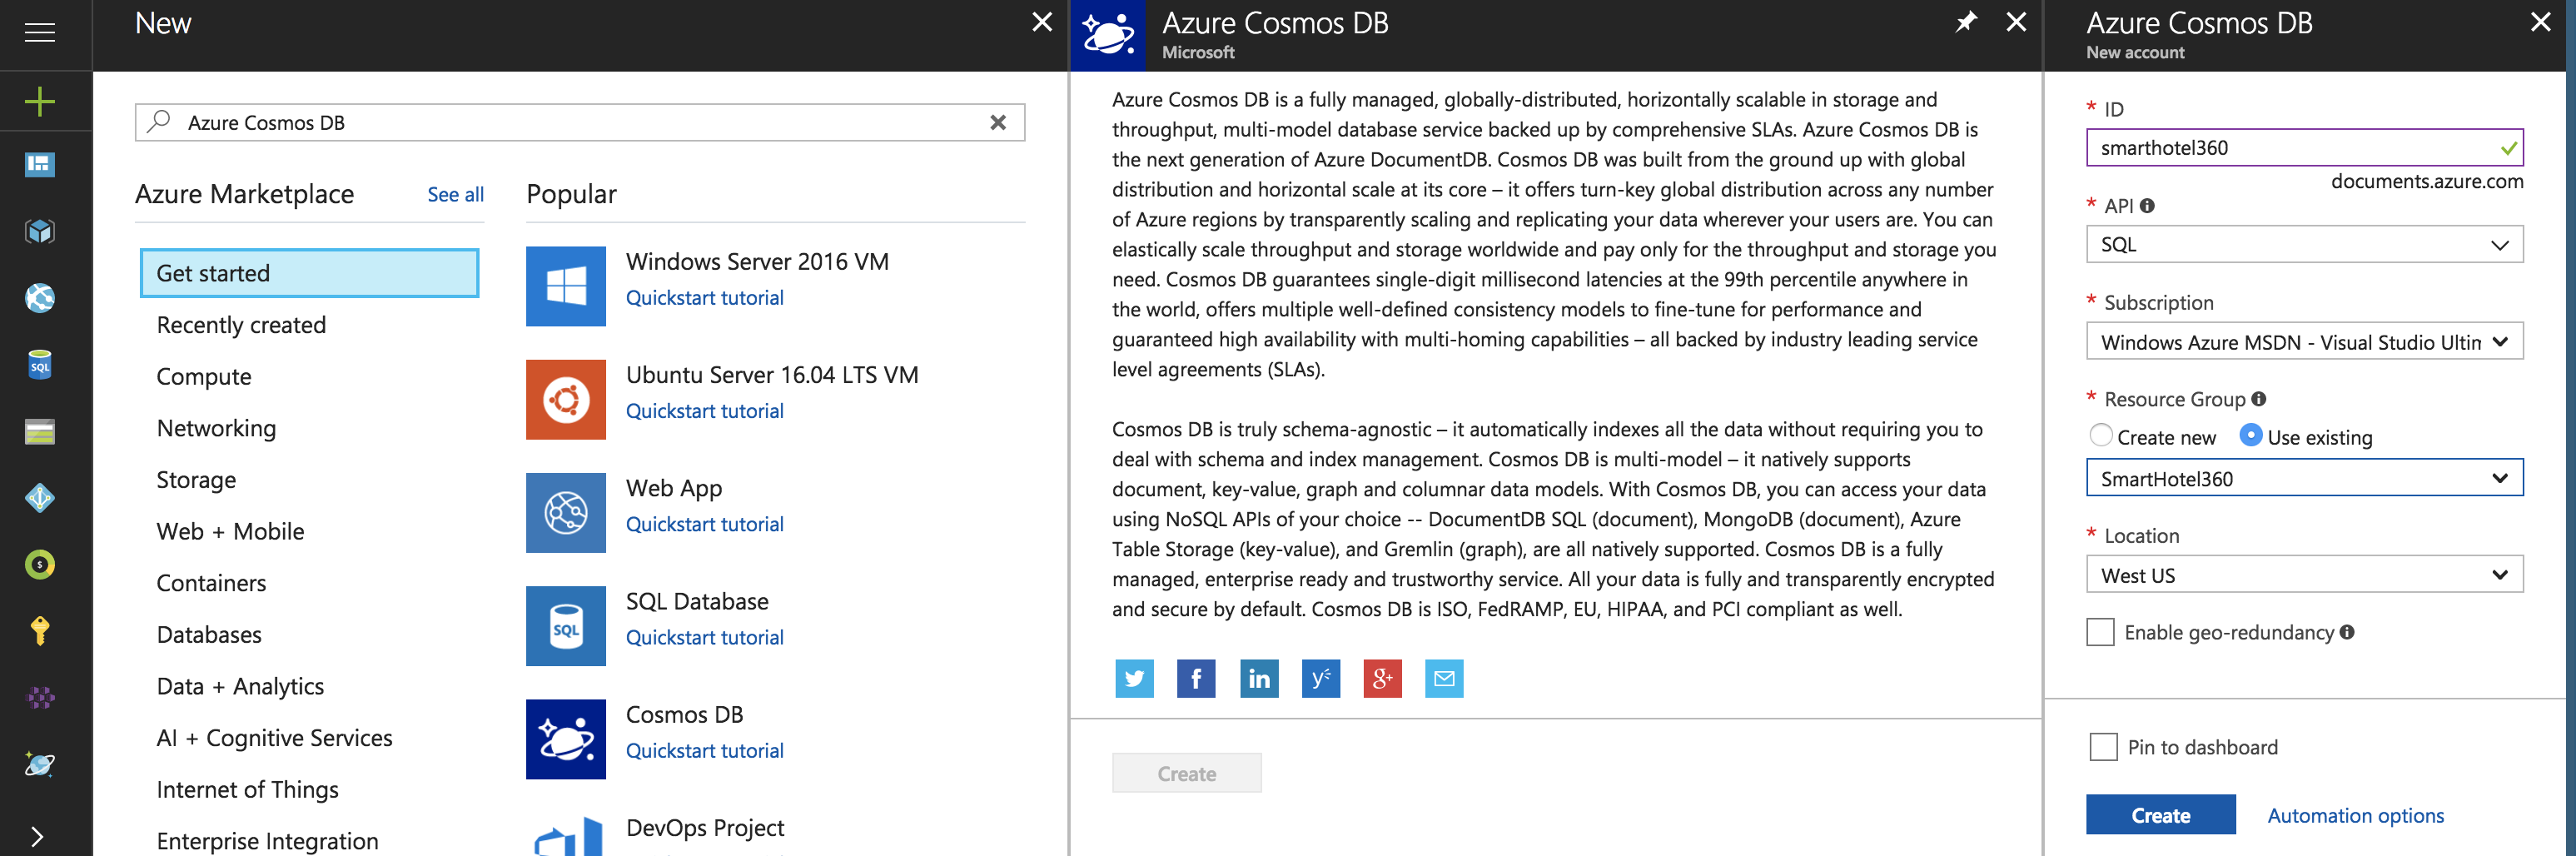 New
Azure Cosmos DB
Azure Marketplace
See all
Get started
Recently created
Compute
Networking
Storage
Web + Mobile
Containers
Databases
Data + Analytics
AI + Cognitive Services
Internet of Things
Enterprise Integration
Popular
Windows Server 2016 VM
Quickstart tutorial
Ubuntu Server 16.04 LTS VM
Quickstart tutorial
Web App
Quickstart tutorial
SQL
SQL Database
Quickstart tutorial
Cosmos DB
Quickstart tutorial
DevOps Project
Azure Cosmos DB
Microsoft
Azure Cosmos DB is a fully managed, globally-distributed, horizontally scalable in storage and
throughput, multi-model database service backed up by comprehensive SLAs. Azure Cosmos DB is
the next generation of Azure DocumentDB. Cosmos DB was built from the ground up with global
distribution and horizontal scale at its core – it offers turn-key global distribution across any number
of Azure regions by transparently scaling and replicating your data wherever your users are. You can
elastically scale throughput and storage worldwide and pay only for the throughput and storage you
need. Cosmos DB guarantees single-digit millisecond latencies at the 99th percentile anywhere in
the world, offers multiple well-defined consistency models to fine-tune for performance and
guaranteed high availability with multi-homing capabilities – all backed by industry leading service
level agreements (SLAs).
Cosmos DB is truly schema-agnostic – it automatically indexes all the data without requiring you to
deal with schema and index management. Cosmos DB is multi-model – it natively supports
document, key-value, graph and columnar data models. With Cosmos DB, you can access your data
using NoSQL APIs of your choice -- DocumentDB SQL (document), MongoDB (document), Azure
Table Storage (key-value), and Gremlin (graph), are all natively supported. Cosmos DB is a fully
managed, enterprise ready and trustworthy service. All your data is fully and transparently encrypted
and secure by default. Cosmos DB is ISO, FedRAMP, EU, HIPAA, and PCI compliant as well.
Create
Azure Cosmos DB
New account
* ID
smarthotel360
documents.azure.com
* API
SQL
* Subscription
Windows Azure MSDN - Visual Studio Ultim
* Resource Group
Create new
Use existing
SmartHotel360
* Location
West US
Enable geo-redundancy
Pin to dashboard
Create
Automation options